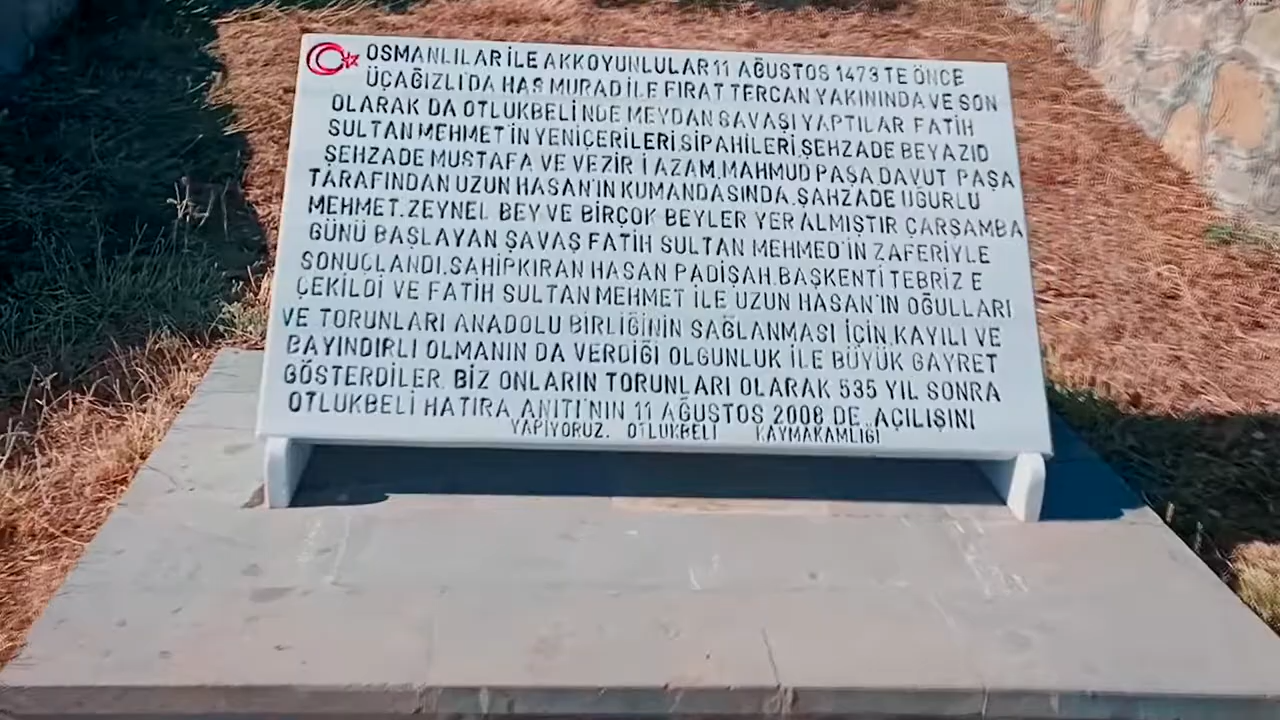 OSMANLILAR İLE AKKOYUNLULAR 11 AĞUSTOS 1473 TE ÖNCE
ÜÇAĞIZLI'DA HAS MURAD İLE FIRAT TERCAN YAKININDA VE SON
OLARAK DA OTLUKBELİ'NDE MEYDAN SAVAŞI YAPTILAR FATİH
SULTAN MEHMET'İN YENİÇERİLERİ,SİPAHİLERİ,ŞEHZADE BEYAZID
ŞEHZADE MUSTAFA VE VEZİR İ AZAM.MAHMUD PAŞA,DAVUT PAŞA
TARAFINDAN UZUN HASAN'IN KUMANDASINDA.ŞAHZADE UĞURLU
MEHMET.ZEYNEL BEY VE BİRÇOK BEYLER YER ALMIŞTIR ÇARŞAMBA
GÜNÜ BAŞLAYAN ŞAVAŞ FATİH SULTAN MEHMED'İN ZAFERİYLE
SONUÇLANDI.SAHİPKIRAN HASAN PADİŞAH.BAŞKENTİ TEBRİZ E
ÇEKİLDİ VE FATİH SULTAN MEHMET İLE UZUN HASAN'IN OĞULLARI
VE TORUNLARI ANADOLU BİRLİĞİNİN SAĞLANMASI İÇİN.KAYILI VE
BAYINDIRLI OLMANIN DA VERDİĞİ OLGUNLUK İLE BÜYÜK GAYRET
GÖSTERDİLER. BİZ ONLARIN TORUNLARI OLARAK 535 YIL SONRA
OTLUKBELİ HATIRA ANITI'NIN 11 AĞUSTOS 2008 DE AÇILIŞINI
YAPIYORUZ. OTLUKBELİ KAYMAKAMLIĞI